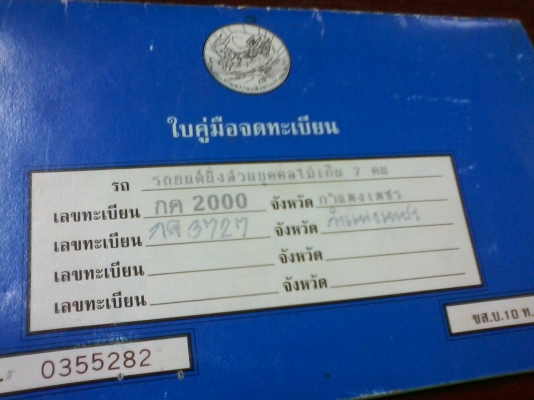 ใบคู่มือจดทะเบียน
รถ รถยนต์นั่งส่วนบุคคลไม่เกิน 7 คน
เลขทะเบียน กค 2000 จังหวัด กำแพงเพชร
เลขทะเบียน กค 3727 จังหวัด กำแพงเพชร
เลขทะเบียน จังหวัด
เลขทะเบียน จังหวัด
ขส.บ.10 ท.
0355282